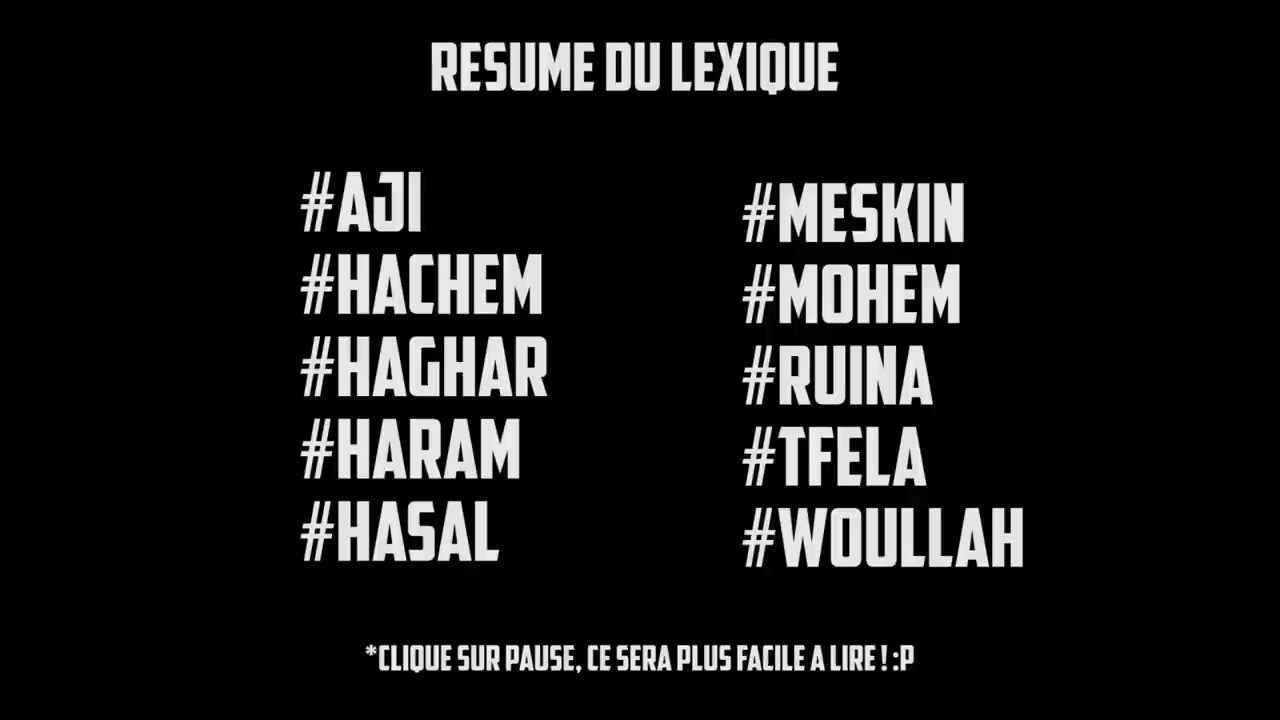 RESUME DU LEXIQUE
#AJI
#HACHEM
#HAGHAR
#HARAM
#HASAL
#MESKIN
#MOHEM
#RUINA
#TFELA
#WOULLAH
*CLIQUE SUR PAUSE, CE SERA PLUS FACILE A LIRE ! :P